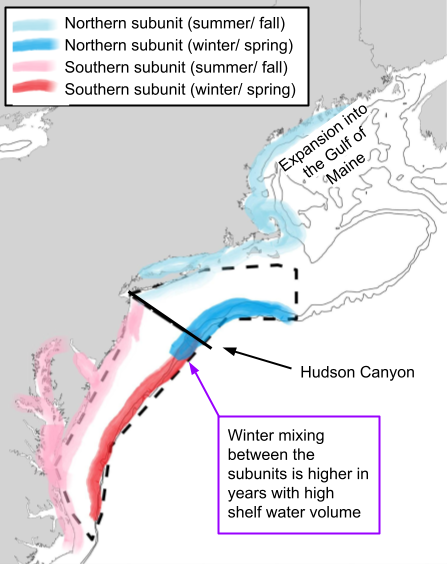 Northern subunit (summer/ fall)
Northern subunit (winter/ spring)
Southern subunit (summer/ fall)
Southern subunit (winter/ spring)
Expansion into
the Gulf of
Maine
Hudson Canyon
Winter mixing
between the
subunits is higher in
years with high
shelf water volume